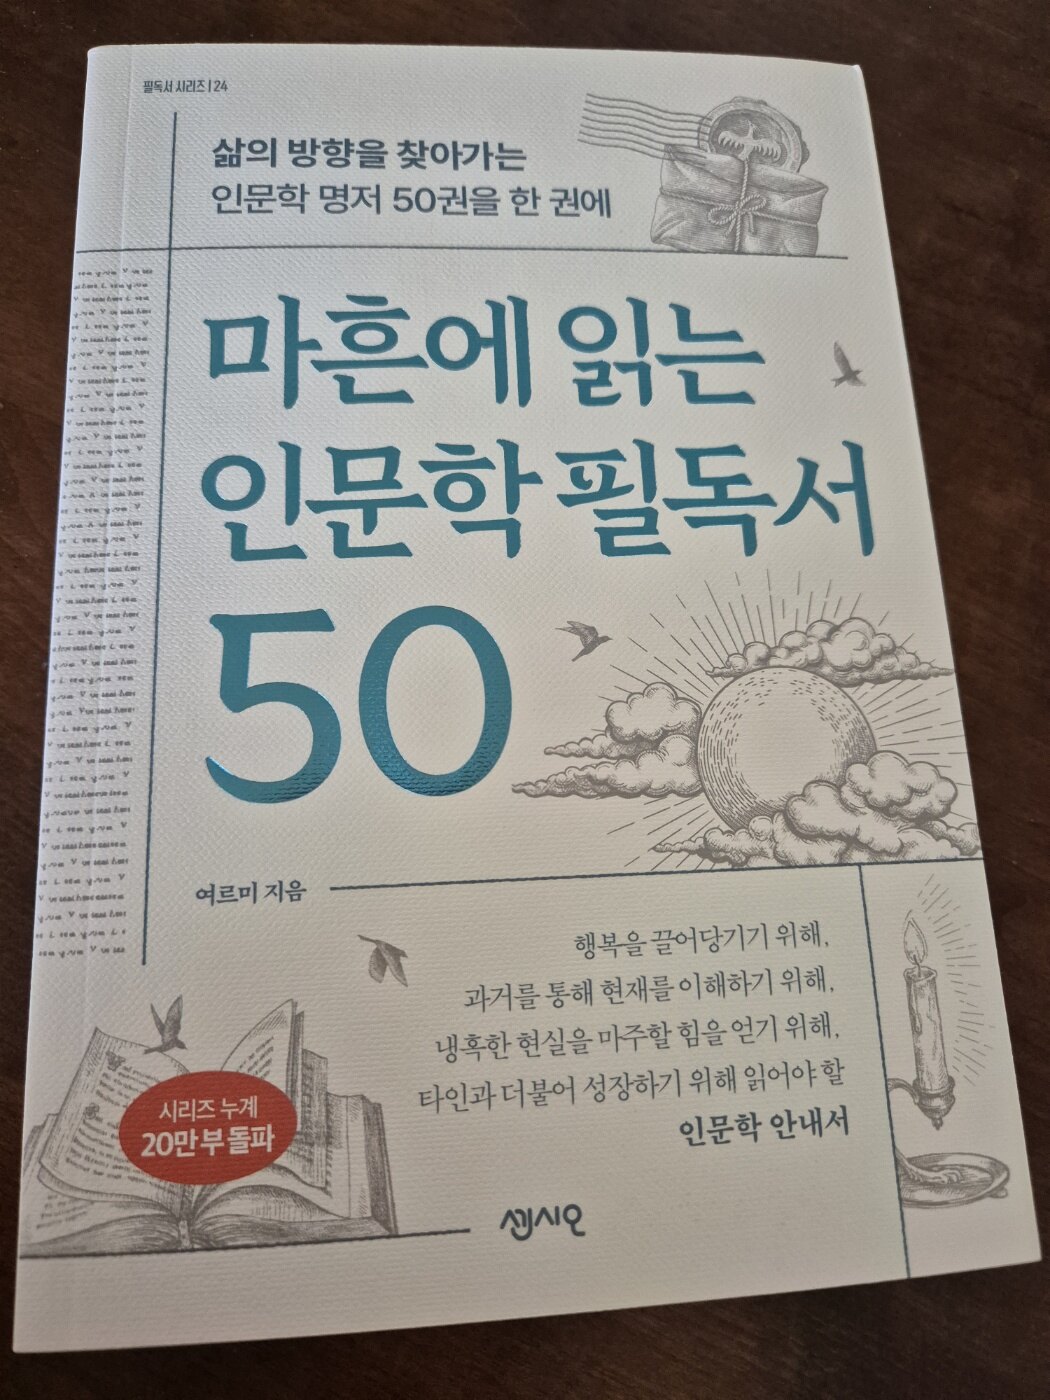 필독서 시리즈 | 24
삶의 방향을 찾아가는
인문학 명저 50권을 한 권에
마흔에 읽는
인문학 필독서
50
여르미 지음
행복을 끌어당기기 위해,
과거를 통해 현재를 이해하기 위해,
냉혹한 현실을 마주할 힘을 얻기 위해,
타인과 더불어 성장하기 위해 읽어야 할
인문학 안내서
시리즈 누계
20만 부 돌파
센시오